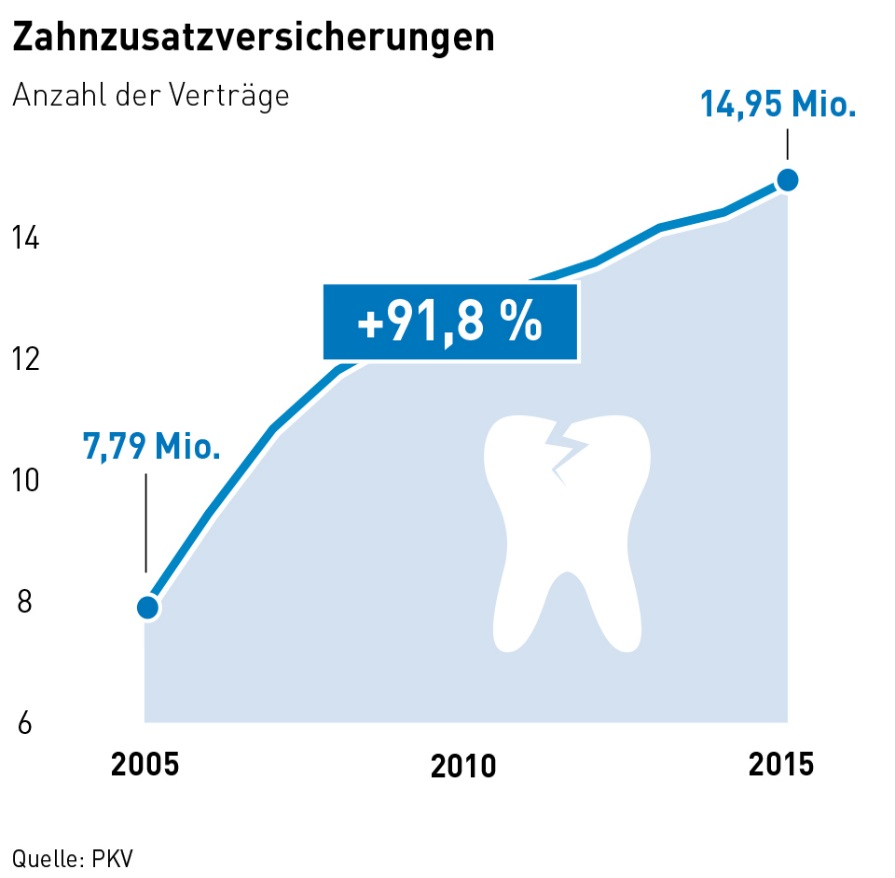 Zahnzusatzversicherungen
Anzahl der Verträge
14,95 Mio.
14
+91,8 %
12
7,79 Mio.
10
8
6
2005 2010 2015
Quelle: PKV